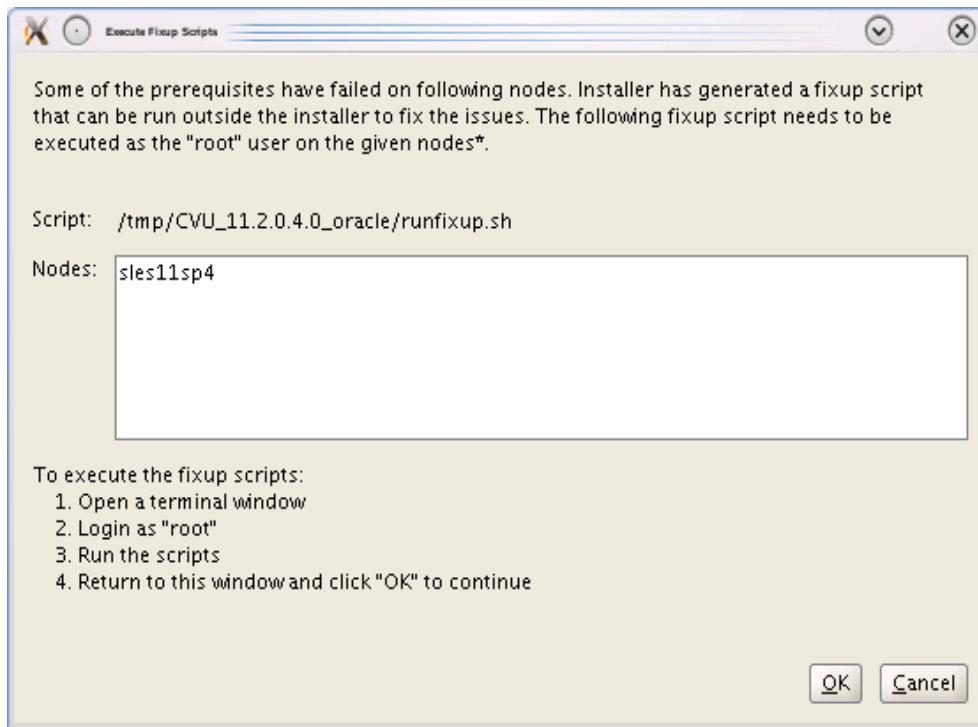 Execute Fixup Scripts
Some of the prerequisites have failed on following nodes. Installer has generated a fixup script
that can be run outside the installer to fix the issues. The following fixup script needs to be
executed as the "root" user on the given nodes*.
Script: /tmp/CVU_11.2.0.4.0_oracle/runfixup.sh
Nodes: sles11sp4
To execute the fixup scripts:
1. Open a terminal window
2. Login as "root"
3. Run the scripts
4. Return to this window and click "OK" to continue
OK Cancel